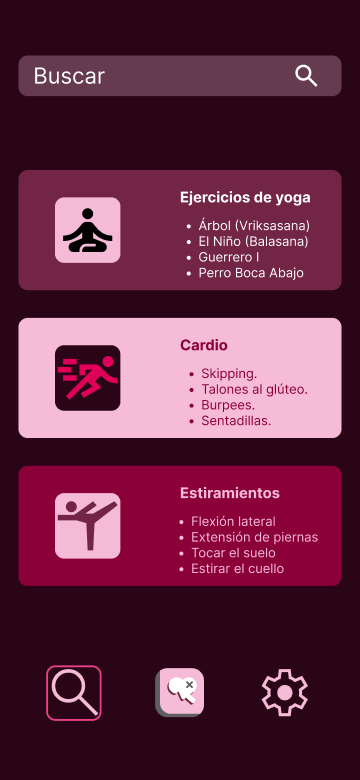 Buscar
Ejercicios de yoga
• Árbol (Vriksasana)
• El Niño (Balasana)
• Guerrero I
• Perro Boca Abajo
Cardio
• Skipping.
• Talones al glúteo.
• Burpees.
• Sentadillas.
Estiramientos
• Flexión lateral
• Extensión de piernas
• Tocar el suelo
• Estirar el cuello